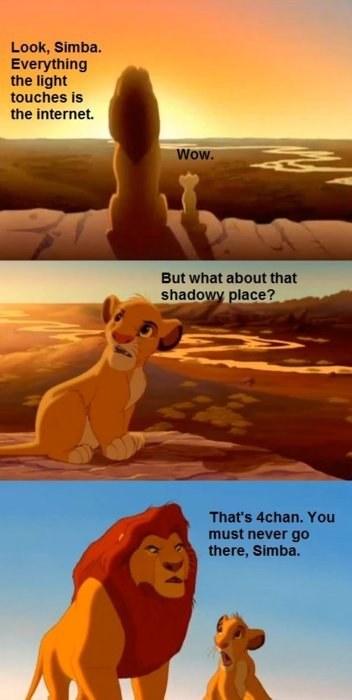 Look, Simba.
Everything
the light
touches is
the internet.
Wow.
But what about that
shadowy place?
That's 4chan. You
must never go
there, Simba.